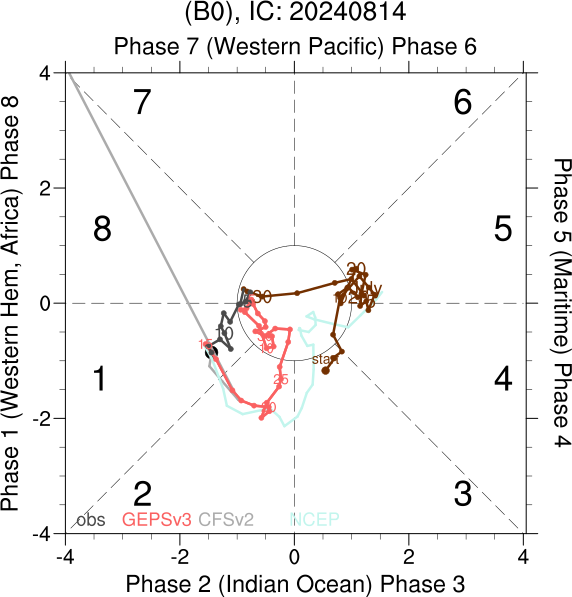 (B0), IC: 20240814
Phase 7 (Western Pacific) Phase 6
Phase 1 (Western Hem, Africa) Phase 8
Phase 5 (Maritime) Phase 4
4
2
0
-2
-4
7
6
8
5
1
4
2
3
30
20
10
15
25
start
obs GEPSv3 CFSv2 NCEP
-4 -2 0 2 4
Phase 2 (Indian Ocean) Phase 3